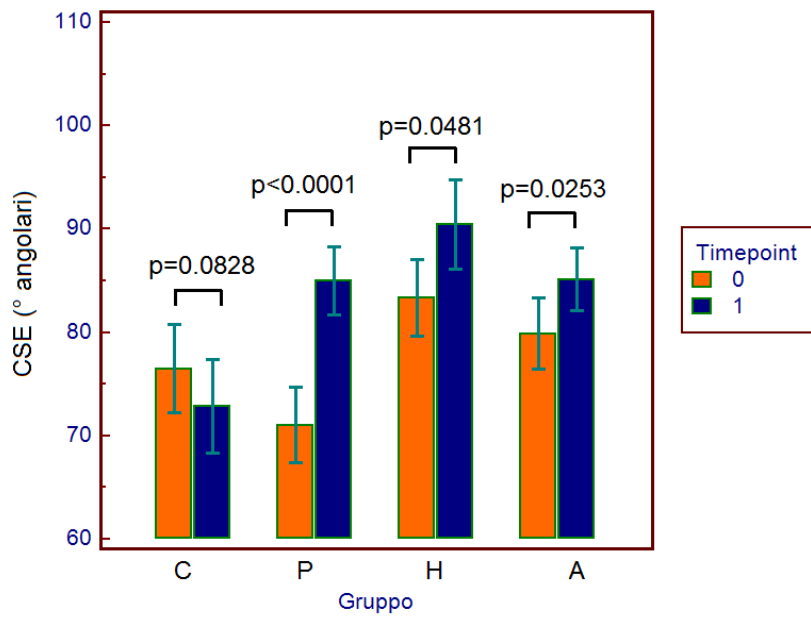 110
100
90
80
70
60
CSE (° angolari)
p=0.0828
p<0.0001
p=0.0481
p=0.0253
C
P
H
A
Gruppo
Timepoint
0
1